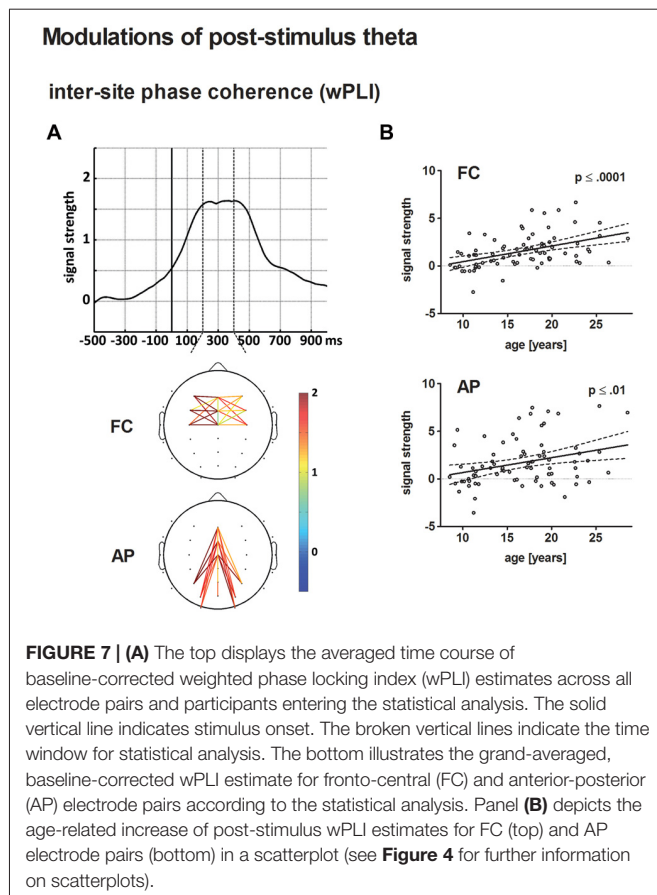 Modulations of post-stimulus theta
inter-site phase coherence (wPLI)
A
B
signal strength
2
1
1
0
-500 -300 -100 100 300 500 700 900 ms
FC
2
1
0
AP
10
FC
p ≤ .0001
signal strength
5
0
-5
10 15 20 25
age [years]
10
AP
p ≤ .01
signal strength
5
0
-5
10 15 20 25
age [years]
FIGURE 7 | (A) The top displays the averaged time course of
baseline-corrected weighted phase locking index (wPLI) estimates across all
electrode pairs and participants entering the statistical analysis. The solid
vertical line indicates stimulus onset. The broken vertical lines indicate the time
window for statistical analysis. The bottom illustrates the grand-averaged,
baseline-corrected wPLI estimate for fronto-central (FC) and anterior-posterior
(AP) electrode pairs according to the statistical analysis. Panel (B) depicts the
age-related increase of post-stimulus wPLI estimates for FC (top) and AP
electrode pairs (bottom) in a scatterplot (see Figure 4 for further information
on scatterplots).